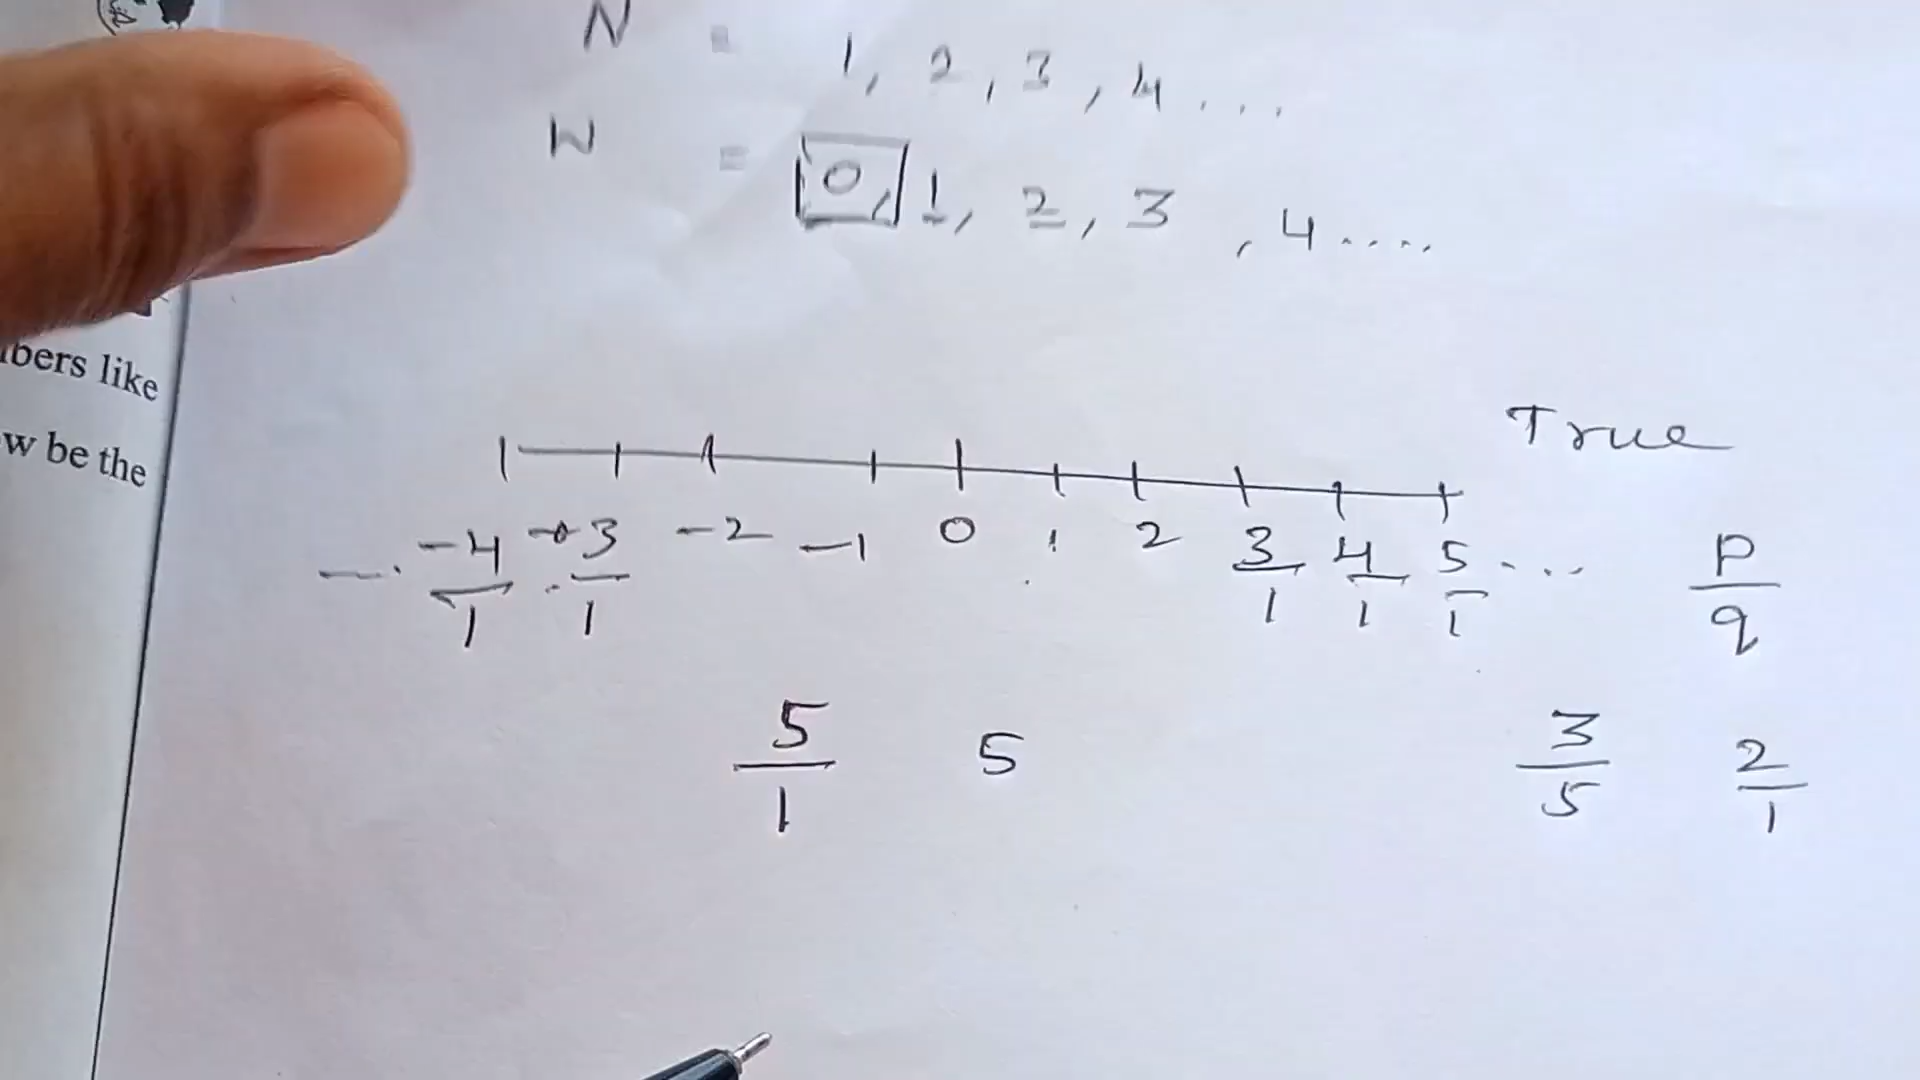 N = 1, 2, 3, 4 ...
W = 0, 1, 2, 3, 4 ....
bers like
w be the
True
-4/1 -3/1 -2 -1 0 1 2 3/1 4/1 5/1 ... p/q
5/1 5 3/5 2/1